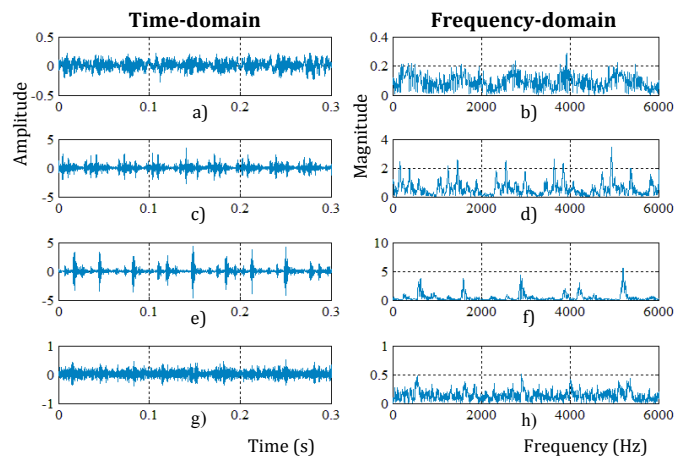 Time-domain Frequency-domain
Amplitude
Magnitude
0.5
0
-0.5
0 0.1 0.2 0.3
a)
0.4
0.2
0
0 2000 4000 6000
b)
5
0
-5
0 0.1 0.2 0.3
c)
4
2
0
0 2000 4000 6000
d)
5
0
-5
0 0.1 0.2 0.3
e)
10
5
0
0 2000 4000 6000
f)
1
0
-1
0 0.1 0.2 0.3
g)
1
0.5
0
0 2000 4000 6000
h)
Time (s) Frequency (Hz)